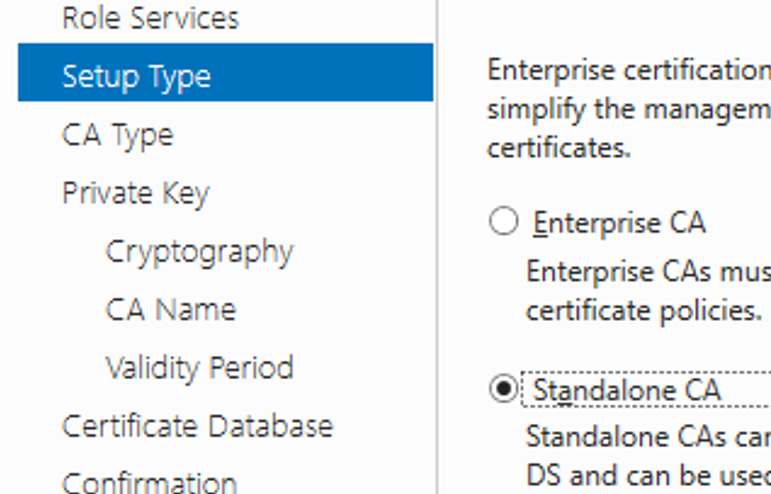 Role Services
Setup Type
CA Type
Private Key
Cryptography
CA Name
Validity Period
Certificate Database
Confirmation
Enterprise certification
simplify the managem
certificates.
Enterprise CA
Enterprise CAs mus
certificate policies.
Standalone CA
Standalone CAs can
DS and can be used